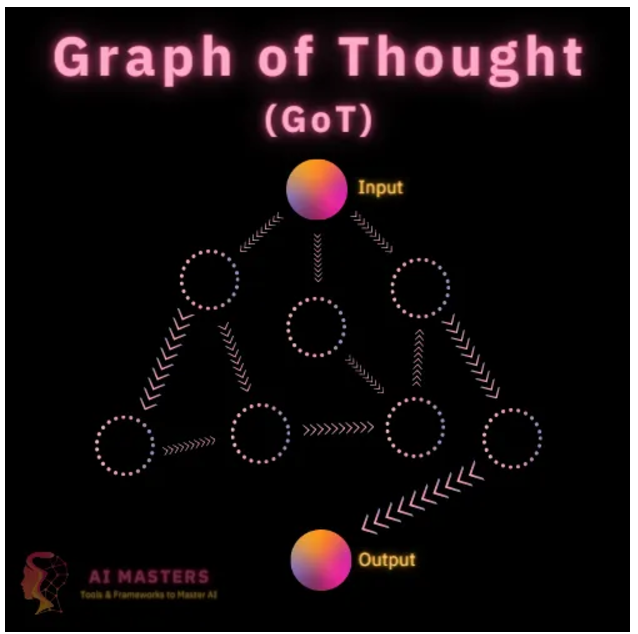 Graph of Thought
(GoT)
Input
Output
AI MASTERS
Tools & Frameworks to Master AI